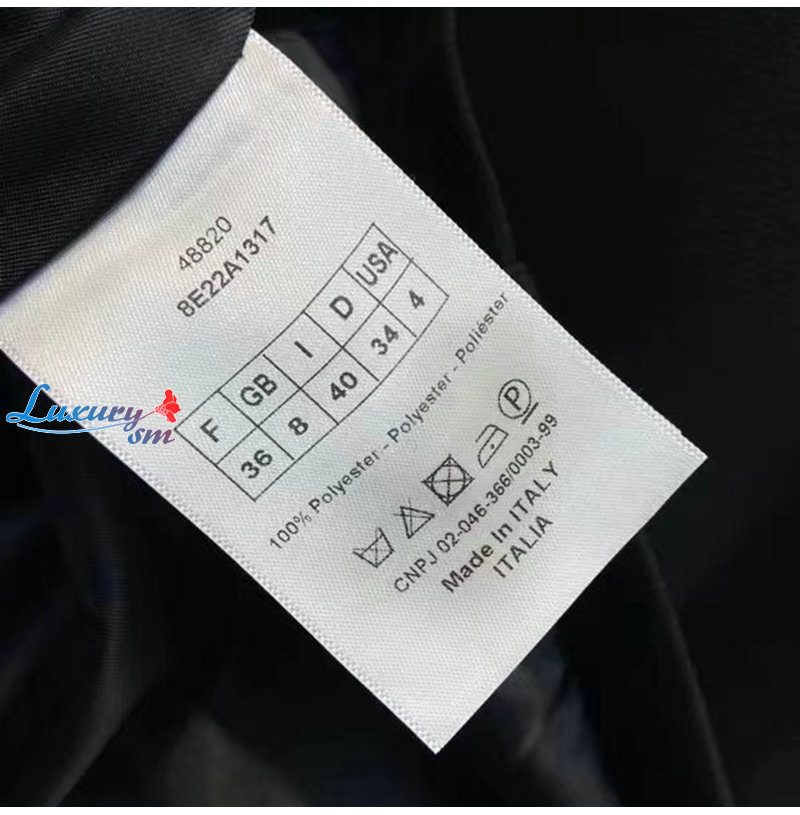 48820
8E22A1317
F GB I D USA
36 8 40 34 4
100% Polyester - Polyester - Poliéster
P
CNPJ 02-046-366/0003-99
Made In ITALY
ITALIA
Luxury
sm